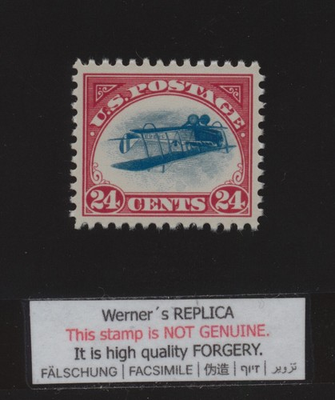 U.S. POSTAGE
24 CENTS 24
Werner´s REPLICA
This stamp is NOT GENUINE.
It is high quality FORGERY.
FÄLSCHUNG | FACSIMILE | 伪造 | זיוף | تزوير